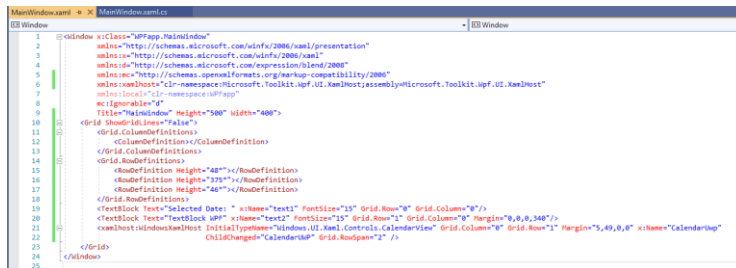 MainWindow.xaml MainWindow.xaml.cs
Window Window
1 <Window x:Class="WPFapp.MainWindow"
2 xmlns="http://schemas.microsoft.com/winfx/2006/xaml/presentation"
3 xmlns:x="http://schemas.microsoft.com/winfx/2006/xaml"
4 xmlns:d="http://schemas.microsoft.com/expression/blend/2008"
5 xmlns:mc="http://schemas.openxmlformats.org/markup-compatibility/2006"
6 xmlns:xamlhost="clr-namespace:Microsoft.Toolkit.Wpf.UI.XamlHost;assembly=Microsoft.Toolkit.Wpf.UI.XamlHost"
7 xmlns:local="clr-namespace:WPFapp"
8 mc:Ignorable="d"
9 Title="MainWindow" Height="500" Width="400">
10 <Grid ShowGridLines="False">
11 <Grid.ColumnDefinitions>
12 <ColumnDefinition></ColumnDefinition>
13 </Grid.ColumnDefinitions>
14 <Grid.RowDefinitions>
15 <RowDefinition Height="48*"></RowDefinition>
16 <RowDefinition Height="375*"></RowDefinition>
17 <RowDefinition Height="46*"></RowDefinition>
18 </Grid.RowDefinitions>
19 <TextBlock Text="Selected Date: " x:Name="text1" FontSize="15" Grid.Row="0" Grid.Column="0"/>
20 <TextBlock Text="TextBlock WPF" x:Name="text2" FontSize="15" Grid.Row="1" Grid.Column="0" Margin="0,0,0,340"/>
21 <xamlhost:WindowsXamlHost InitialTypeName="Windows.UI.Xaml.Controls.CalendarView" Grid.Column="0" Grid.Row="1" Margin="5,49,0,0" x:Name="CalendarUwp"
22 ChildChanged="CalendarUWP" Grid.RowSpan="2" />
23 </Grid>
24 </Window>
25